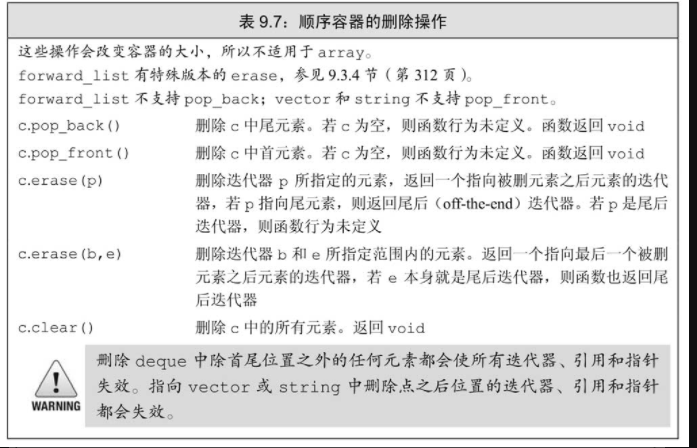 表 9.7：顺序容器的删除操作
这些操作会改变容器的大小，所以不适用于 array。
forward_list 有特殊版本的 erase，参见 9.3.4 节（第 312 页）。
forward_list 不支持 pop_back；vector 和 string 不支持 pop_front。
c.pop_back() 删除 c 中尾元素。若 c 为空，则函数行为未定义。函数返回 void
c.pop_front() 删除 c 中首元素。若 c 为空，则函数行为未定义。函数返回 void
c.erase(p) 删除迭代器 p 所指定的元素，返回一个指向被删元素之后元素的迭代
器，若 p 指向尾元素，则返回尾后（off-the-end）迭代器。若 p 是尾后
迭代器，则函数行为未定义
c.erase(b,e) 删除迭代器 b 和 e 所指定范围内的元素。返回一个指向最后一个被删
元素之后元素的迭代器，若 e 本身就是尾后迭代器，则函数也返回尾
后迭代器
c.clear() 删除 c 中的所有元素。返回 void
删除 deque 中除首尾位置之外的任何元素都会使所有迭代器、引用和指针
失效。指向 vector 或 string 中删除点之后位置的迭代器、引用和指针
都会失效。
WARNING